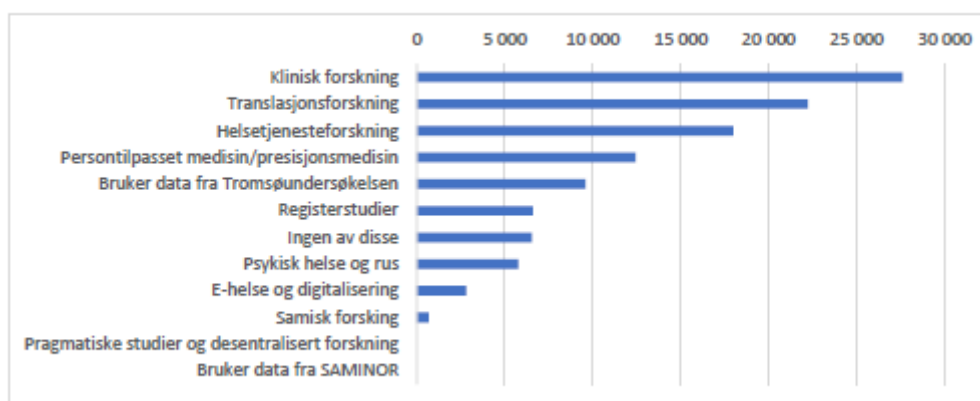 0 5 000 10 000 15 000 20 000 25 000 30 000
Klinisk forskning
Translasjonsforskning
Helsetjenesteforskning
Persontilpasset medisin/presisjonsmedisin
Bruker data fra Tromsøundersøkelsen
Registerstudier
Ingen av disse
Psykisk helse og rus
E-helse og digitalisering
Samisk forsking
Pragmatiske studier og desentralisert forskning
Bruker data fra SAMINOR